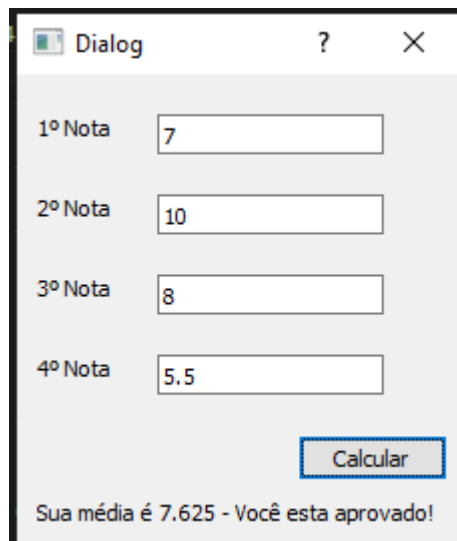 Dialog ?
1º Nota 7
2º Nota 10
3º Nota 8
4º Nota 5.5
Calcular
Sua média é 7.625 - Você esta aprovado!